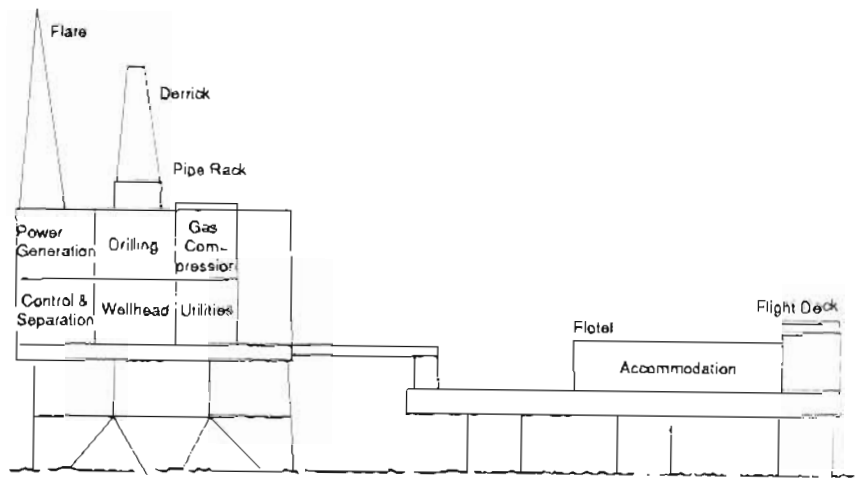 Flare
Derrick
Pipe Rack
Power
Generation
Drilling
Gas
Com-
pression
Control &
Separation
Wellhead
Utilities
Flotel
Flight Deck
Accommodation